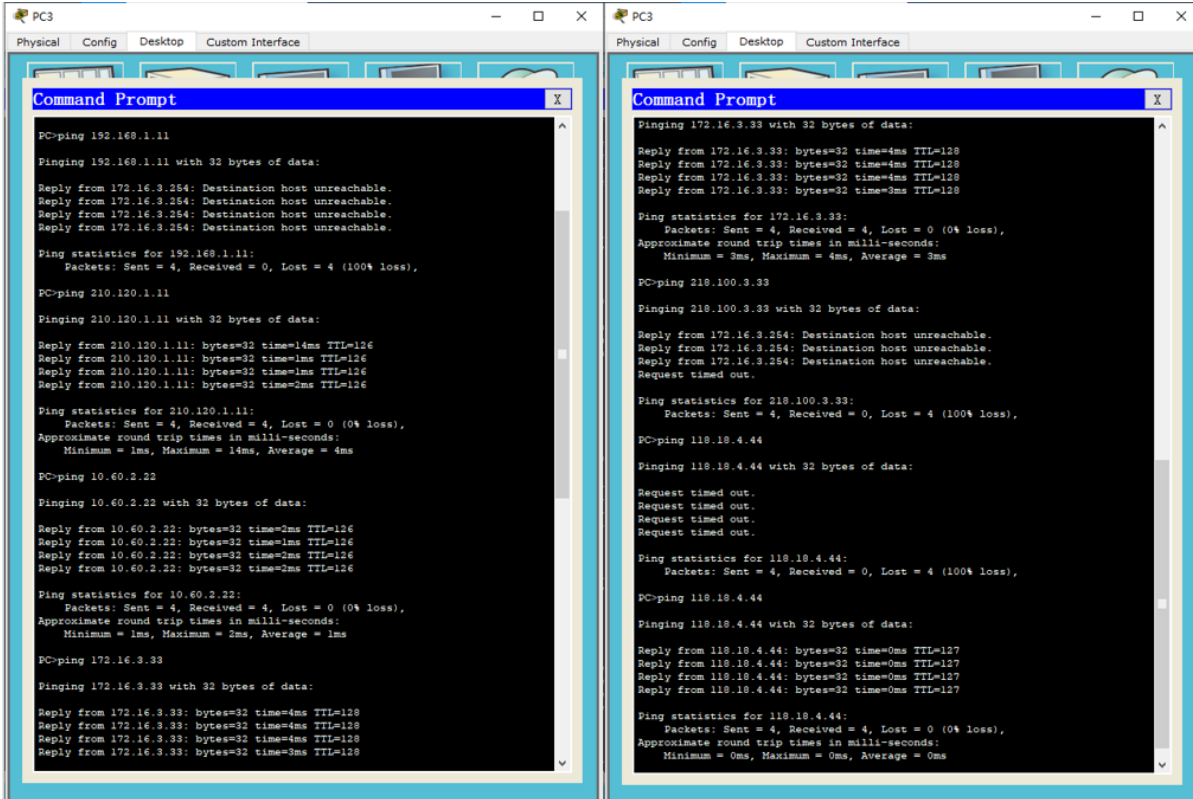 PC3
Physical Config Desktop Custom Interface
Command Prompt
X
PC>ping 192.168.1.11
Pinging 192.168.1.11 with 32 bytes of data:
Reply from 172.16.3.254: Destination host unreachable.
Reply from 172.16.3.254: Destination host unreachable.
Reply from 172.16.3.254: Destination host unreachable.
Reply from 172.16.3.254: Destination host unreachable.
Ping statistics for 192.168.1.11:
Packets: Sent = 4, Received = 0, Lost = 4 (100% loss),
PC>ping 210.120.1.11
Pinging 210.120.1.11 with 32 bytes of data:
Reply from 210.120.1.11: bytes=32 time=14ms TTL=126
Reply from 210.120.1.11: bytes=32 time=1ms TTL=126
Reply from 210.120.1.11: bytes=32 time=1ms TTL=126
Reply from 210.120.1.11: bytes=32 time=2ms TTL=126
Ping statistics for 210.120.1.11:
Packets: Sent = 4, Received = 4, Lost = 0 (0% loss),
Approximate round trip times in milli-seconds:
Minimum = 1ms, Maximum = 14ms, Average = 4ms
PC>ping 10.60.2.22
Pinging 10.60.2.22 with 32 bytes of data:
Reply from 10.60.2.22: bytes=32 time=2ms TTL=126
Reply from 10.60.2.22: bytes=32 time=1ms TTL=126
Reply from 10.60.2.22: bytes=32 time=2ms TTL=126
Reply from 10.60.2.22: bytes=32 time=2ms TTL=126
Ping statistics for 10.60.2.22:
Packets: Sent = 4, Received = 4, Lost = 0 (0% loss),
Approximate round trip times in milli-seconds:
Minimum = 1ms, Maximum = 2ms, Average = 1ms
PC>ping 172.16.3.33
Pinging 172.16.3.33 with 32 bytes of data:
Reply from 172.16.3.33: bytes=32 time=4ms TTL=128
Reply from 172.16.3.33: bytes=32 time=4ms TTL=128
Reply from 172.16.3.33: bytes=32 time=4ms TTL=128
Reply from 172.16.3.33: bytes=32 time=3ms TTL=128
PC3
Physical Config Desktop Custom Interface
Command Prompt
X
Pinging 172.16.3.33 with 32 bytes of data:
Reply from 172.16.3.33: bytes=32 time=4ms TTL=128
Reply from 172.16.3.33: bytes=32 time=4ms TTL=128
Reply from 172.16.3.33: bytes=32 time=4ms TTL=128
Reply from 172.16.3.33: bytes=32 time=3ms TTL=128
Ping statistics for 172.16.3.33:
Packets: Sent = 4, Received = 4, Lost = 0 (0% loss),
Approximate round trip times in milli-seconds:
Minimum = 3ms, Maximum = 4ms, Average = 3ms
PC>ping 218.100.3.33
Pinging 218.100.3.33 with 32 bytes of data:
Reply from 172.16.3.254: Destination host unreachable.
Reply from 172.16.3.254: Destination host unreachable.
Reply from 172.16.3.254: Destination host unreachable.
Request timed out.
Ping statistics for 218.100.3.33:
Packets: Sent = 4, Received = 0, Lost = 4 (100% loss),
PC>ping 118.18.4.44
Pinging 118.18.4.44 with 32 bytes of data:
Request timed out.
Request timed out.
Request timed out.
Request timed out.
Ping statistics for 118.18.4.44:
Packets: Sent = 4, Received = 0, Lost = 4 (100% loss),
PC>ping 118.18.4.44
Pinging 118.18.4.44 with 32 bytes of data:
Reply from 118.18.4.44: bytes=32 time=0ms TTL=127
Reply from 118.18.4.44: bytes=32 time=0ms TTL=127
Reply from 118.18.4.44: bytes=32 time=0ms TTL=127
Reply from 118.18.4.44: bytes=32 time=0ms TTL=127
Ping statistics for 118.18.4.44:
Packets: Sent = 4, Received = 4, Lost = 0 (0% loss),
Approximate round trip times in milli-seconds:
Minimum = 0ms, Maximum = 0ms, Average = 0ms